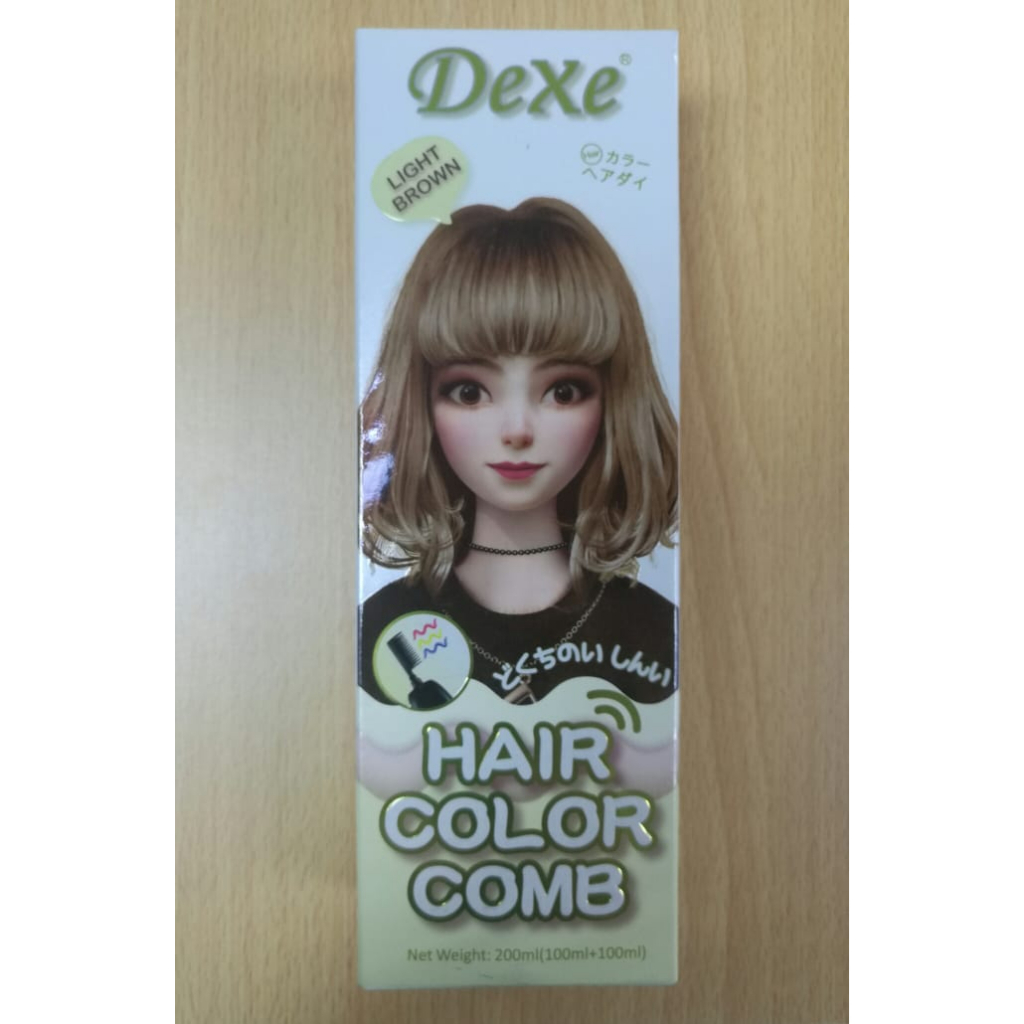 Dexe®
LIGHT
BROWN
カラー
ヘアダイ
どくちのい しんい
HAIR
COLOR
COMB
Net Weight: 200ml(100ml+100ml)